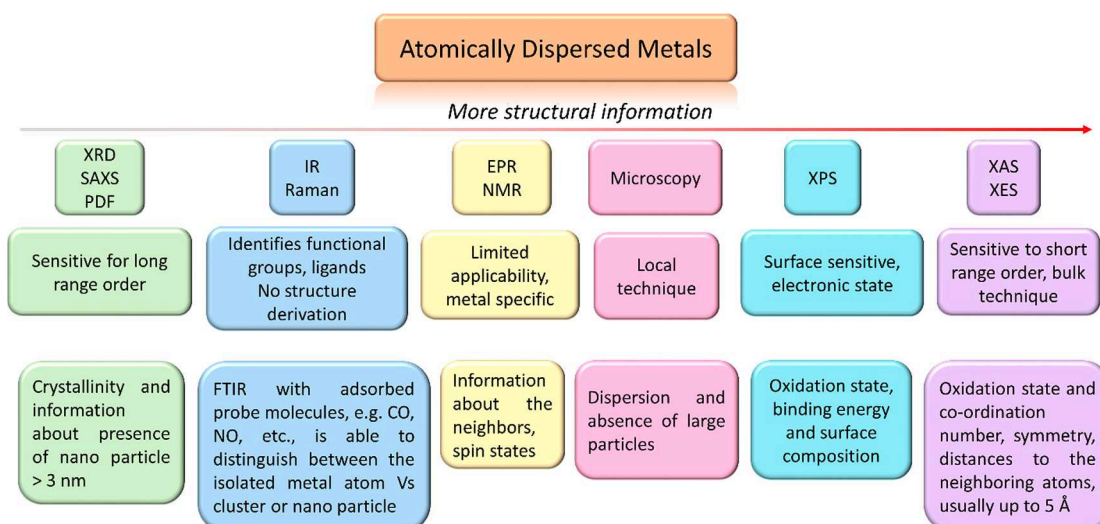 Atomically Dispersed Metals
More structural information
XRD
SAXS
PDF
IR
Raman
EPR
NMR
Microscopy
XPS
XAS
XES
Sensitive for long
range order
Identifies functional
groups, ligands
No structure
derivation
Limited
applicability,
metal specific
Local
technique
Surface sensitive,
electronic state
Sensitive to short
range order, bulk
technique
Crystallinity and
information
about presence
of nano particle
> 3 nm
FTIR with adsorbed
probe molecules, e.g. CO,
NO, etc., is able to
distinguish between the
isolated metal atom Vs
cluster or nano particle
Information
about the
neighbors,
spin states
Dispersion and
absence of large
particles
Oxidation state,
binding energy
and surface
composition
Oxidation state and
co-ordination
number, symmetry,
distances to the
neighboring atoms,
usually up to 5 Å